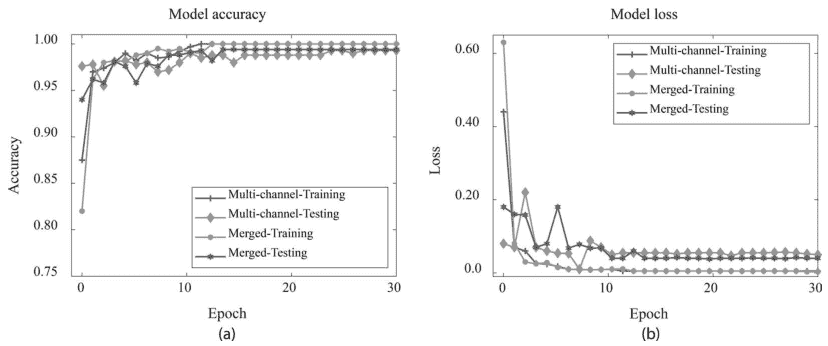 Model accuracy
1.00
0.95
0.90
0.85
0.80
0.75
Accuracy
Multi-channel-Training
Multi-channel-Testing
Merged-Training
Merged-Testing
0
10
20
30
Epoch
(a)
Model loss
0.60
0.40
0.20
0.0
Loss
Multi-channel-Training
Multi-channel-Testing
Merged-Training
Merged-Testing
0
10
20
30
Epoch
(b)